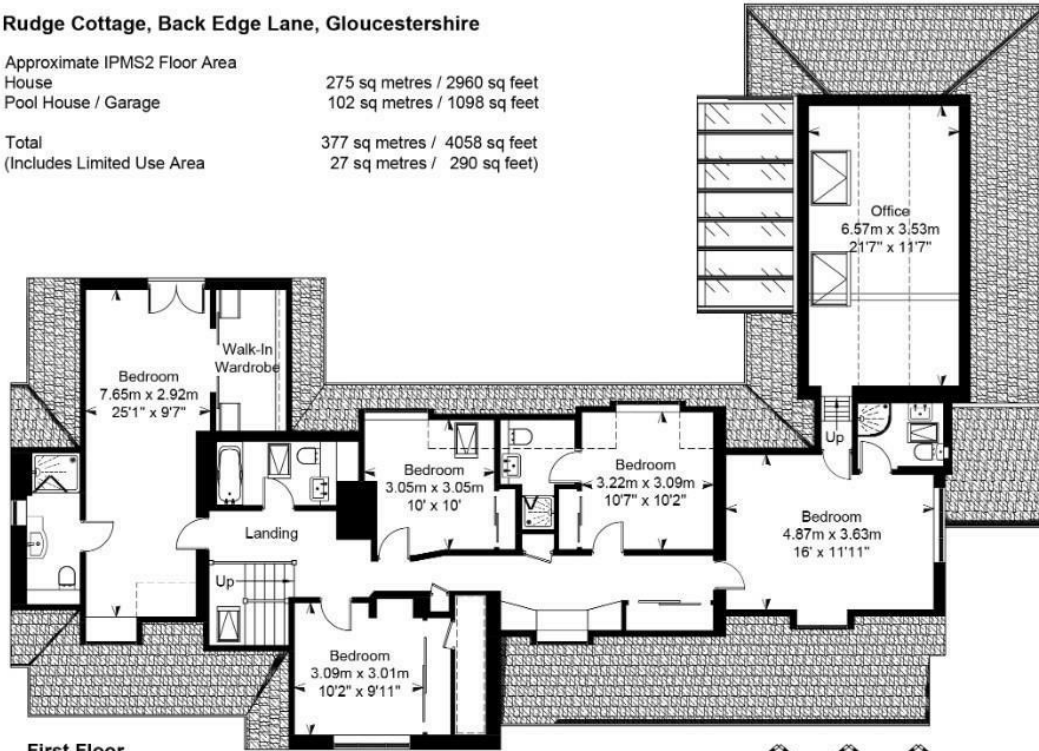 Rudge Cottage, Back Edge Lane, Gloucestershire
Approximate IPMS2 Floor Area
House 275 sq metres / 2960 sq feet
Pool House / Garage 102 sq metres / 1098 sq feet
Total 377 sq metres / 4058 sq feet
(Includes Limited Use Area 27 sq metres / 290 sq feet)
Office
6.57m x 3.53m
21'7" x 11'7"
Walk-In
Wardrobe
Bedroom
7.65m x 2.92m
25'1" x 9'7"
Bedroom
3.05m x 3.05m
10' x 10'
Bedroom
3.22m x 3.09m
10'7" x 10'2"
Up
Bedroom
4.87m x 3.63m
16' x 11'11"
Landing
Up
Bedroom
3.09m x 3.01m
10'2" x 9'11"
First Floor